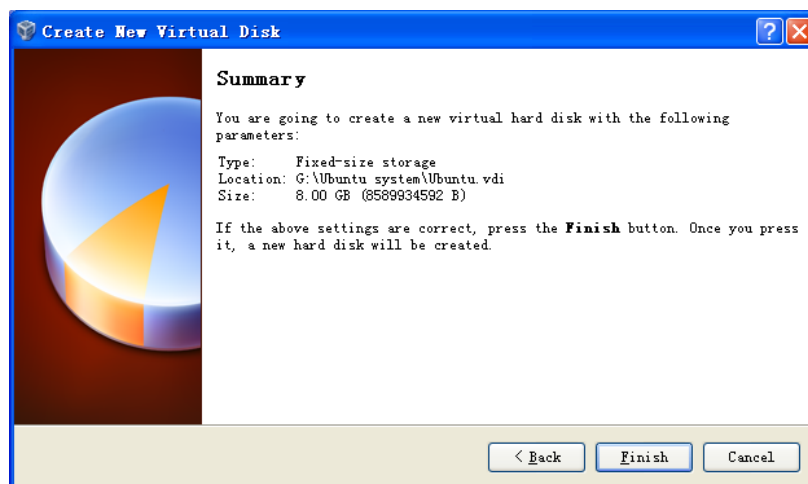 Create New Virtual Disk
Summary
You are going to create a new virtual hard disk with the following
parameters:
Type: Fixed-size storage
Location: G:\Ubuntu system\Ubuntu.vdi
Size: 8.00 GB (8589934592 B)
If the above settings are correct, press the Finish button. Once you press
it, a new hard disk will be created.
< Back Finish Cancel